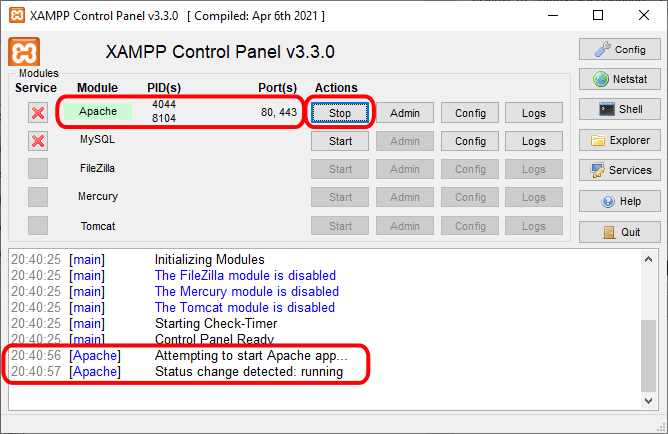 XAMPP Control Panel v3.3.0 [ Compiled: Apr 6th 2021 ]
XAMPP Control Panel v3.3.0
Config
Modules
Service Module PID(s) Port(s) Actions
Netstat
Apache 4044 80, 443 Stop Admin Config Logs
8104
Shell
MySQL Start Admin Config Logs
Explorer
FileZilla Start Admin Config Logs
Services
Mercury Start Admin Config Logs
Help
Tomcat Start Admin Config Logs
Quit
20:40:25 [main] Initializing Modules
20:40:25 [main] The FileZilla module is disabled
20:40:25 [main] The Mercury module is disabled
20:40:25 [main] The Tomcat module is disabled
20:40:25 [main] Starting Check-Timer
20:40:25 [main] Control Panel Ready
20:40:56 [Apache] Attempting to start Apache app...
20:40:57 [Apache] Status change detected: running